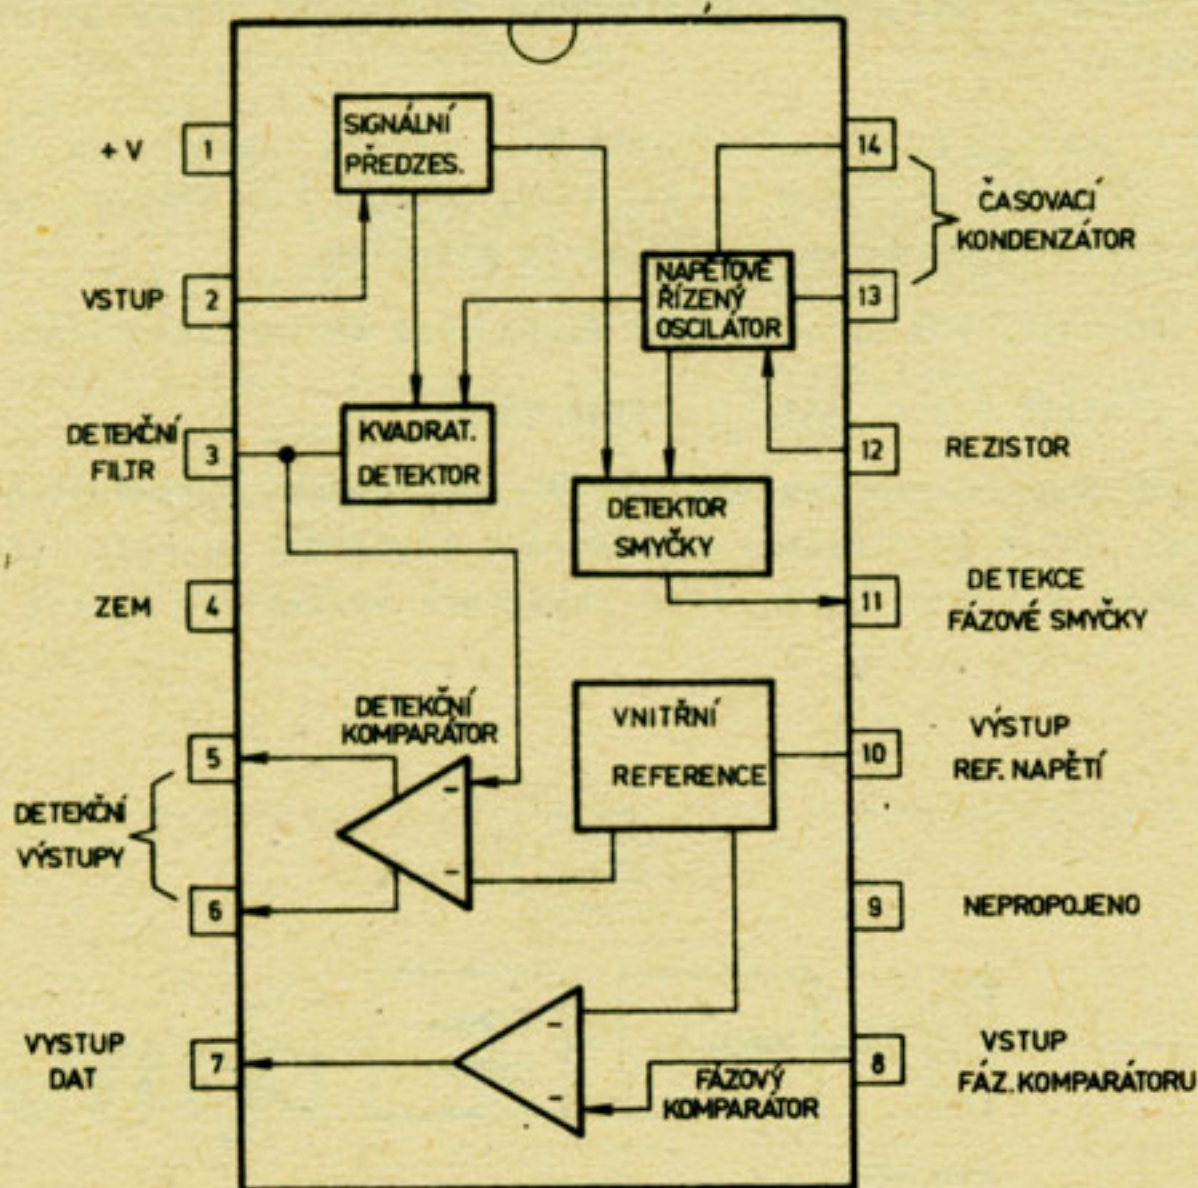 SIGNÁLNÍ
PŘEDZES.
+ V
1
14
ČASOVACÍ
KONDENZÁTOR
VSTUP
2
NAPĚŤOVĚ
ŘÍZENÝ
OSCILÁTOR
13
DETEKČNÍ
FILTR
3
KVADRAT.
DETEKTOR
12
REZISTOR
DETEKTOR
SMYČKY
ZEM
4
11
DETEKCE
FÁZOVÉ SMYČKY
DETEKČNÍ
KOMPARÁTOR
VNITŘNÍ
REFERENCE
5
10
VÝSTUP
REF. NAPĚTÍ
-
-
DETEKČNÍ
VÝSTUPY
6
9
NEPROPOJENO
VYSTUP
DAT
7
-
-
FÁZOVÝ
KOMPARÁTOR
8
VSTUP
FÁZ. KOMPARÁTORU